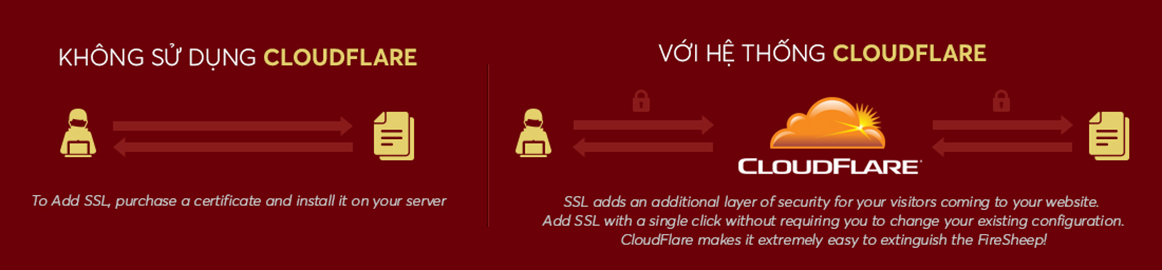 KHÔNG SỬ DỤNG CLOUDFLARE
To Add SSL, purchase a certificate and install it on your server
VỚI HỆ THỐNG CLOUDFLARE
CLOUDFLARE
SSL adds an additional layer of security for your visitors coming to your website.
Add SSL with a single click without requiring you to change your existing configuration.
CloudFlare makes it extremely easy to extinguish the FireSheep!